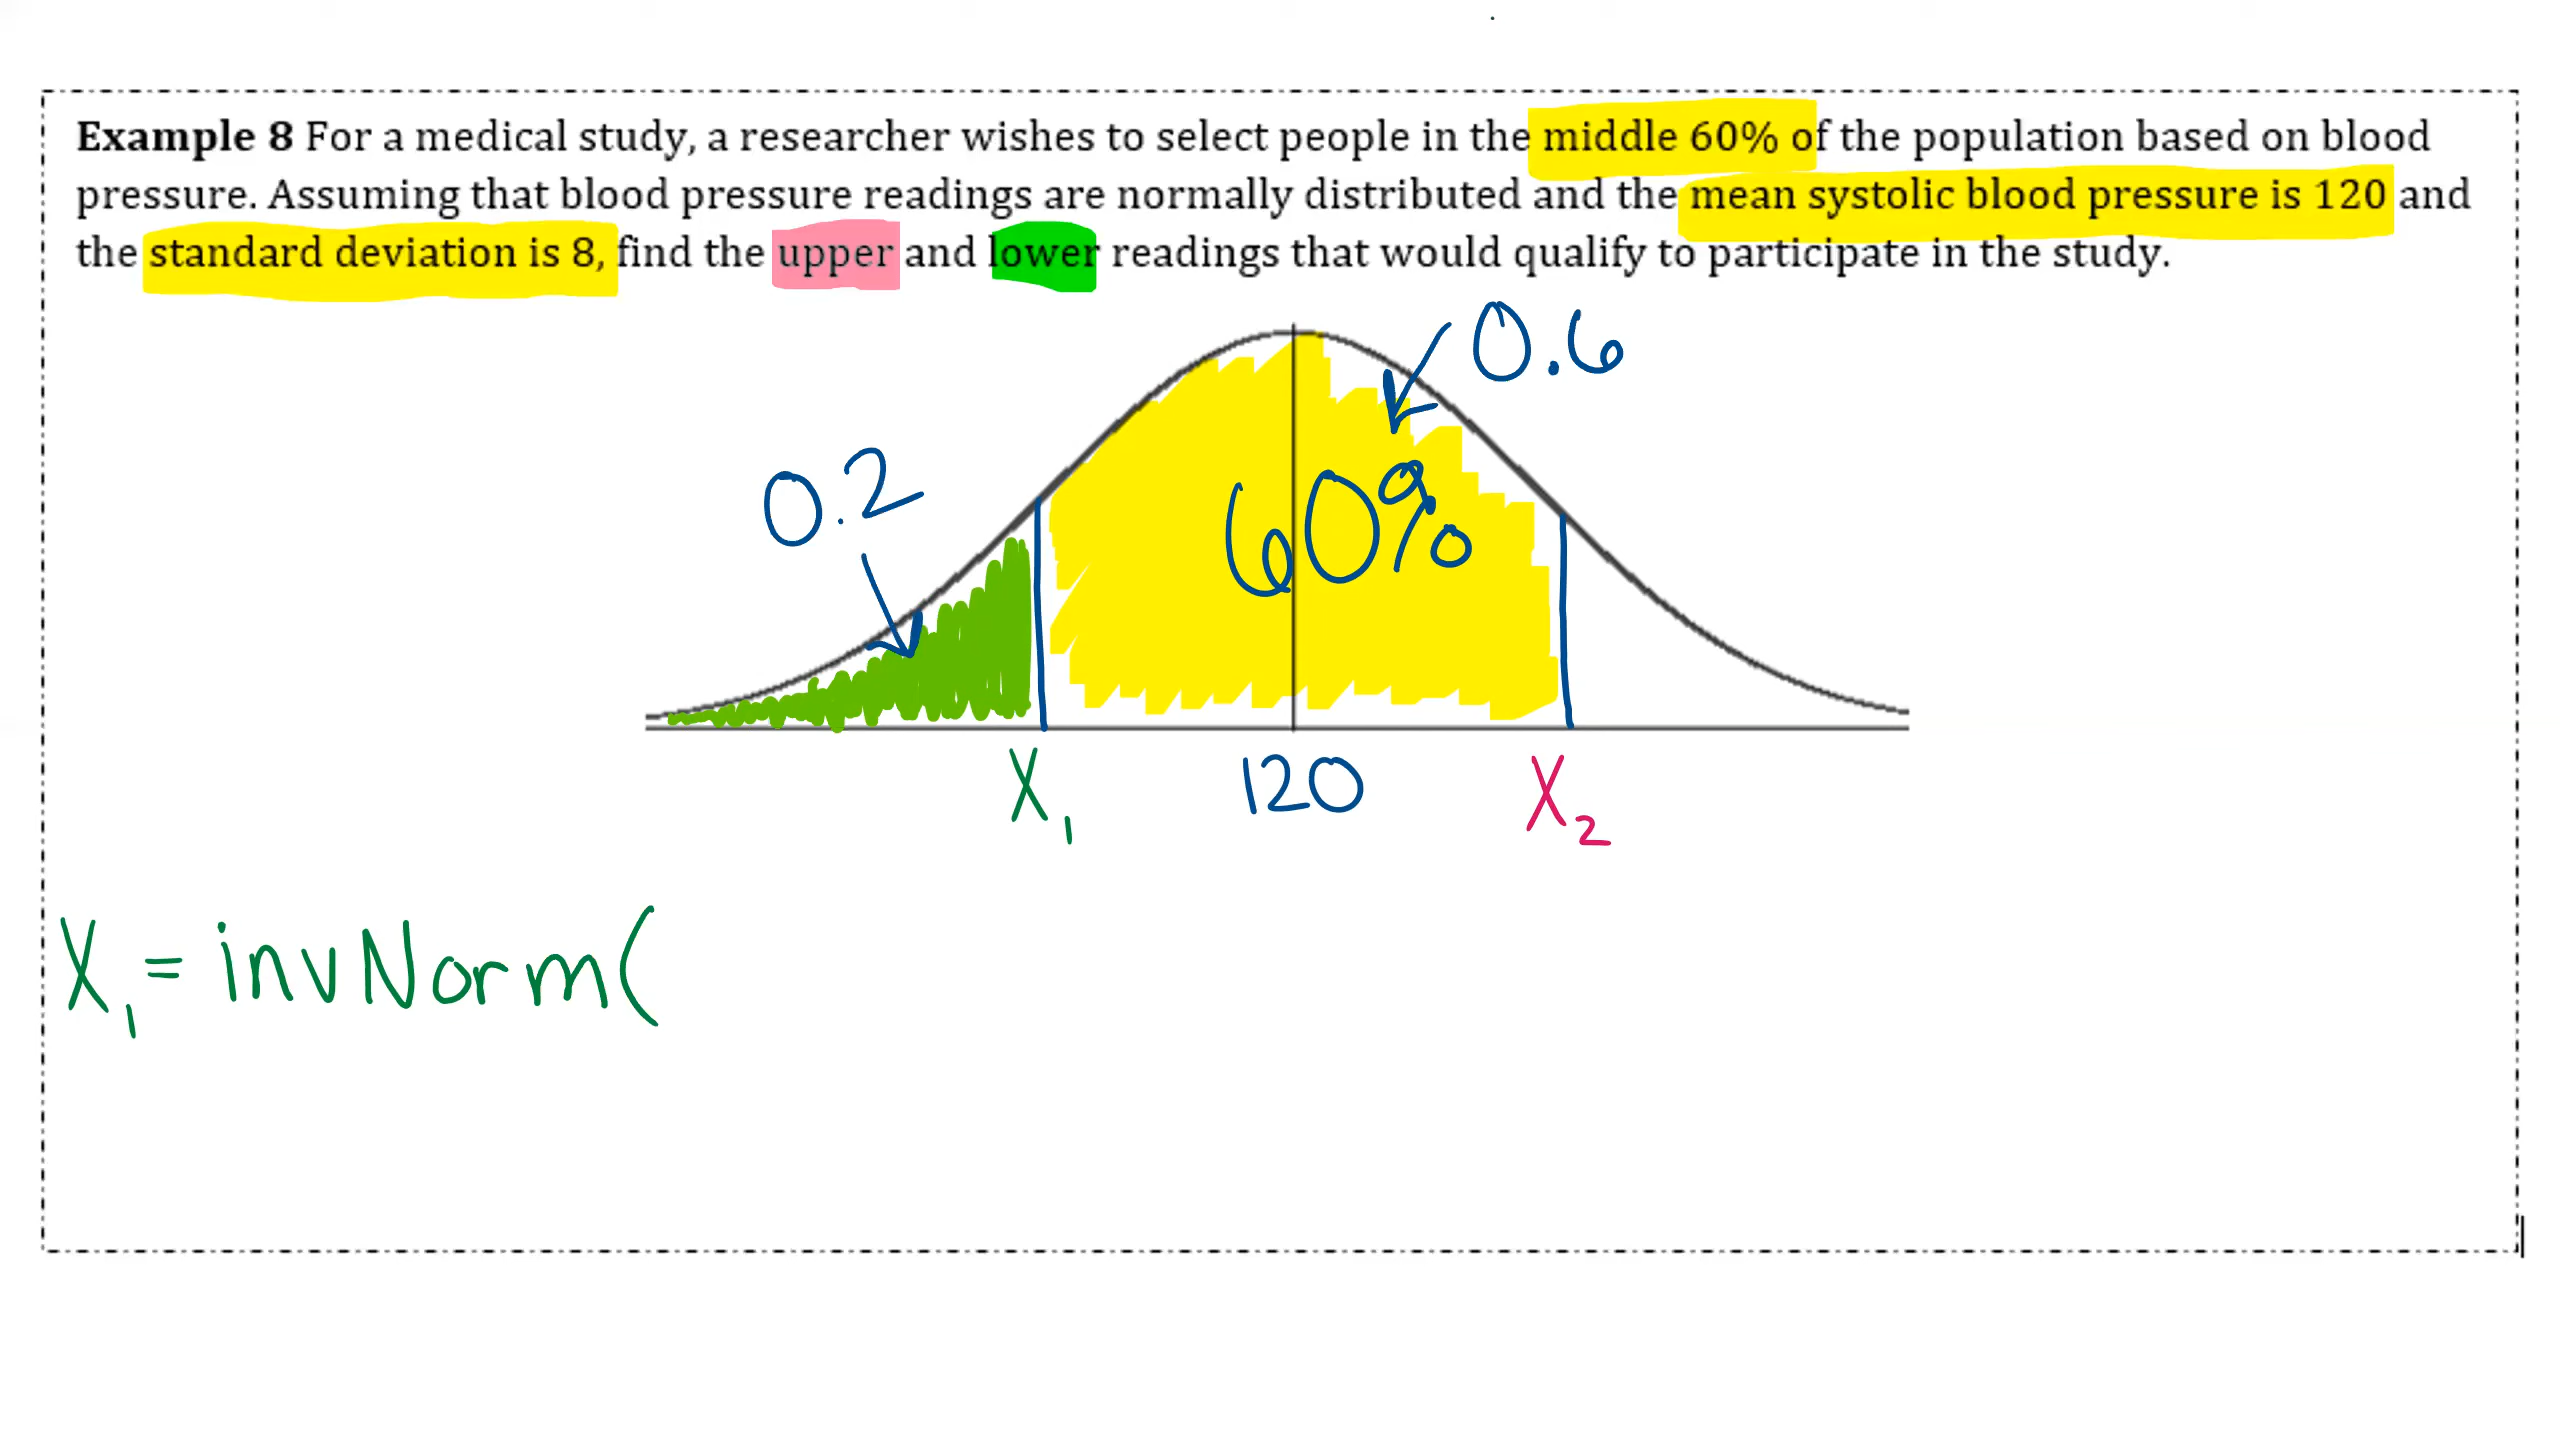 Example 8 For a medical study, a researcher wishes to select people in the middle 60% of the population based on blood
pressure. Assuming that blood pressure readings are normally distributed and the mean systolic blood pressure is 120 and
the standard deviation is 8, find the upper and lower readings that would qualify to participate in the study.
0.6
0.2
60%
X₁ 120 X₂
X₁ = invNorm(